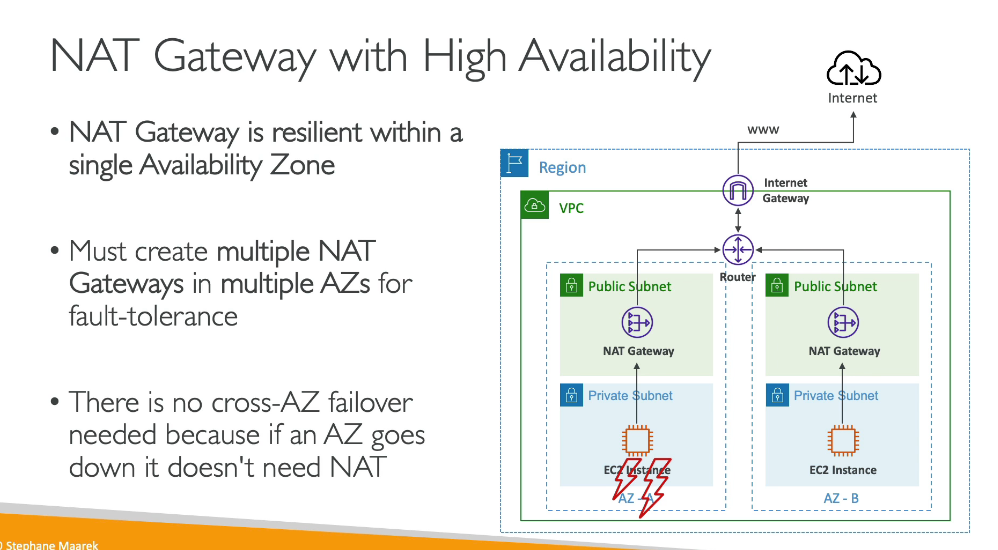 NAT Gateway with High Availability
• NAT Gateway is resilient within a
single Availability Zone
• Must create multiple NAT
Gateways in multiple AZs for
fault-tolerance
• There is no cross-AZ failover
needed because if an AZ goes
down it doesn't need NAT
Internet
www
Region
Internet
Gateway
VPC
Router
Public Subnet
Public Subnet
NAT Gateway
NAT Gateway
Private Subnet
Private Subnet
EC2 Instance
EC2 Instance
AZ - A
AZ - B
© Stephane Maarek